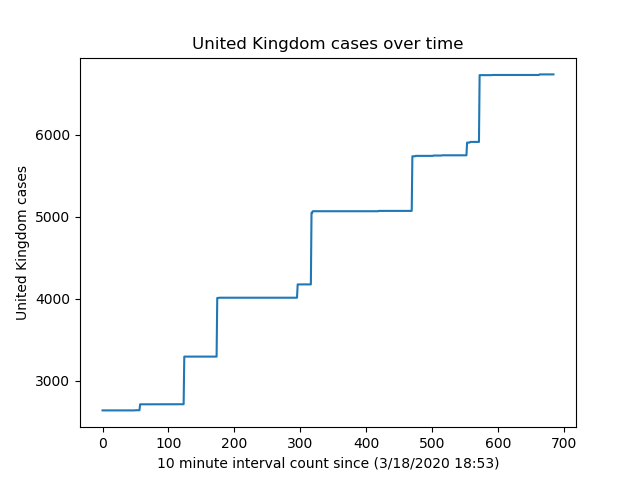 United Kingdom cases over time
United Kingdom cases
6000
5000
4000
3000
0 100 200 300 400 500 600 700
10 minute interval count since (3/18/2020 18:53)